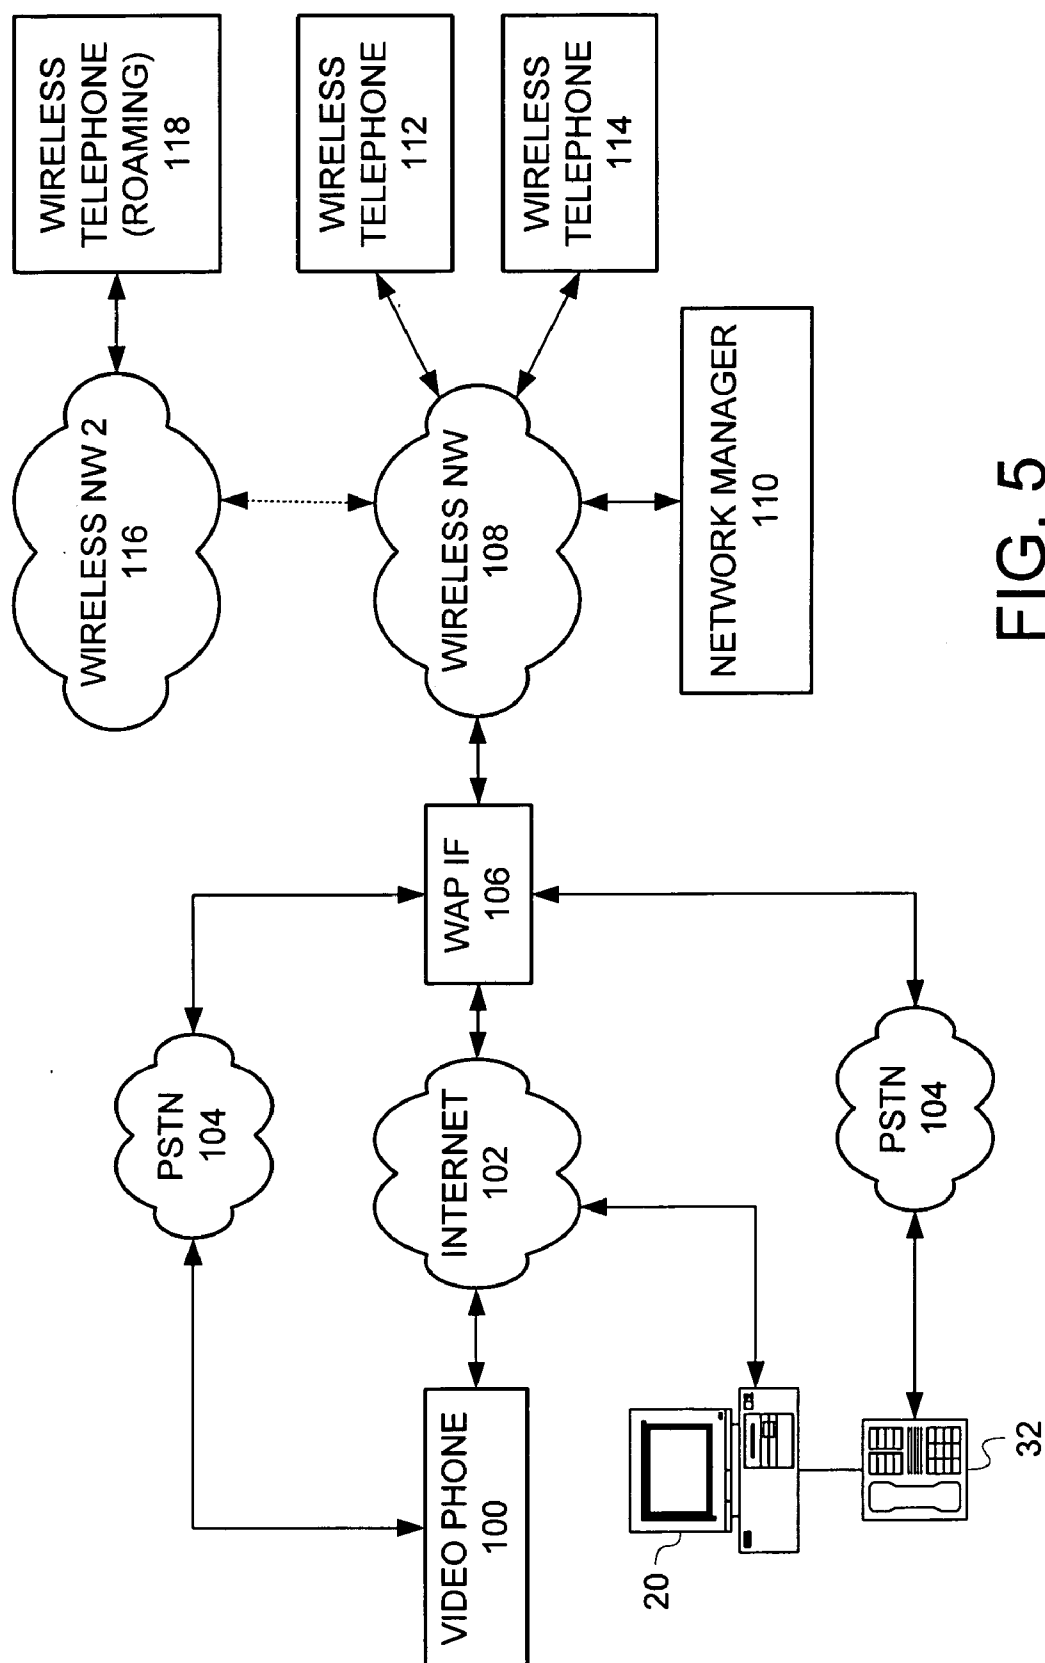 WIRELESS
TELEPHONE
(ROAMING)
118
WIRELESS NW 2
116
WIRELESS
TELEPHONE
112
WIRELESS
TELEPHONE
114
WIRELESS NW
108
NETWORK MANAGER
110
WAP IF
106
PSTN
104
INTERNET
102
PSTN
104
VIDEO PHONE
100
20
32
FIG. 5